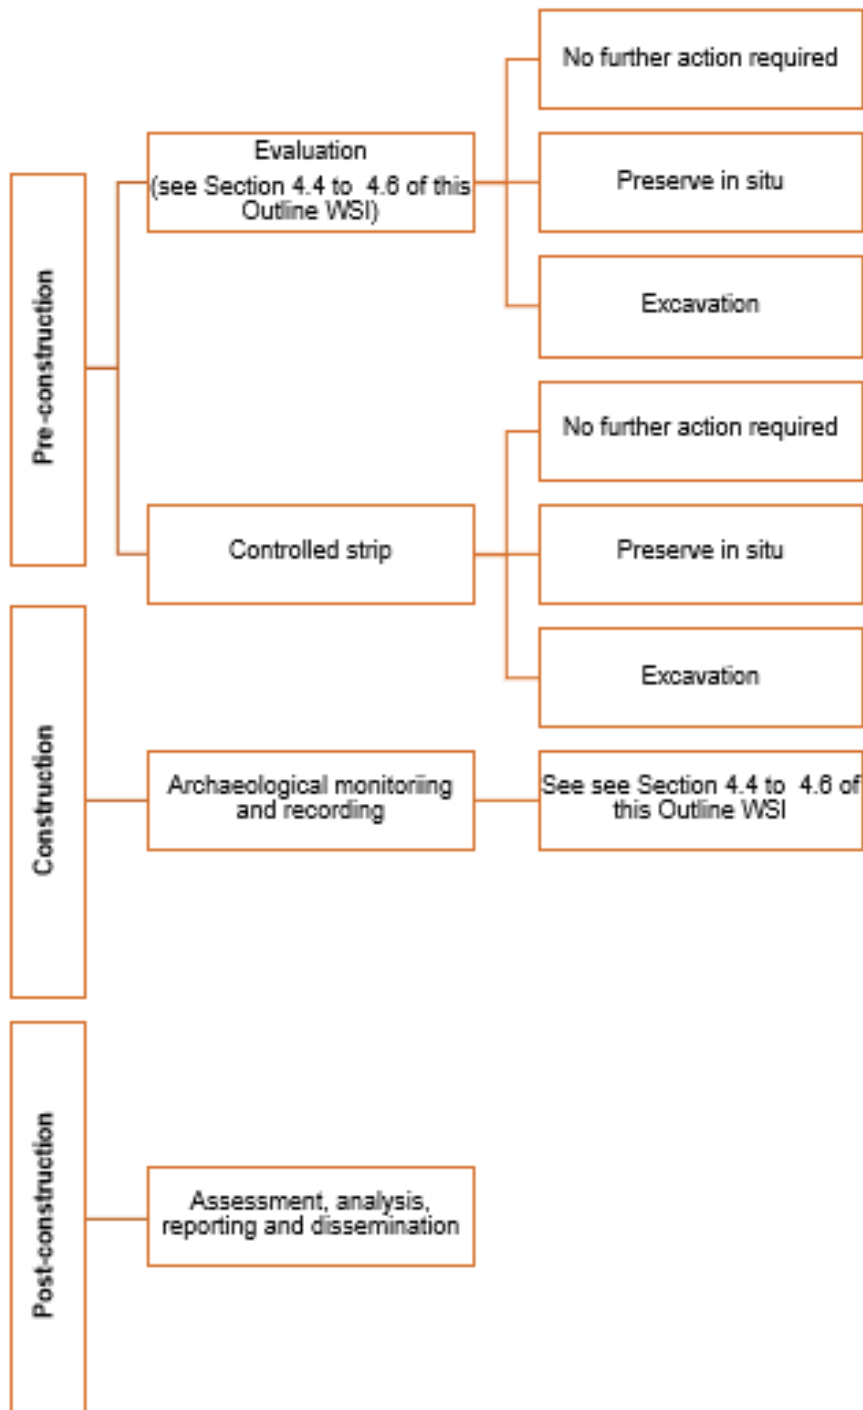 Pre-construction
Evaluation
(see Section 4.4 to 4.6 of this
Outline WSI)
No further action required
Preserve in situ
Excavation
Controlled strip
No further action required
Preserve in situ
Excavation
Construction
Archaeological monitoriing
and recording
See see Section 4.4 to 4.6 of
this Outline WSI
Post-construction
Assessment, analysis,
reporting and dissemination